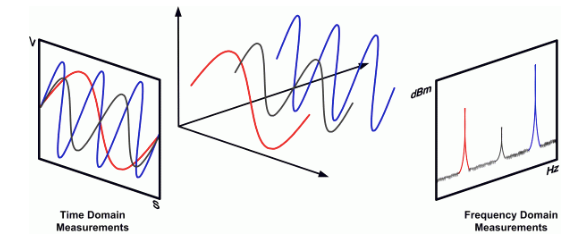 V
S
Time Domain
Measurements
dBm
Hz
Frequency Domain
Measurements